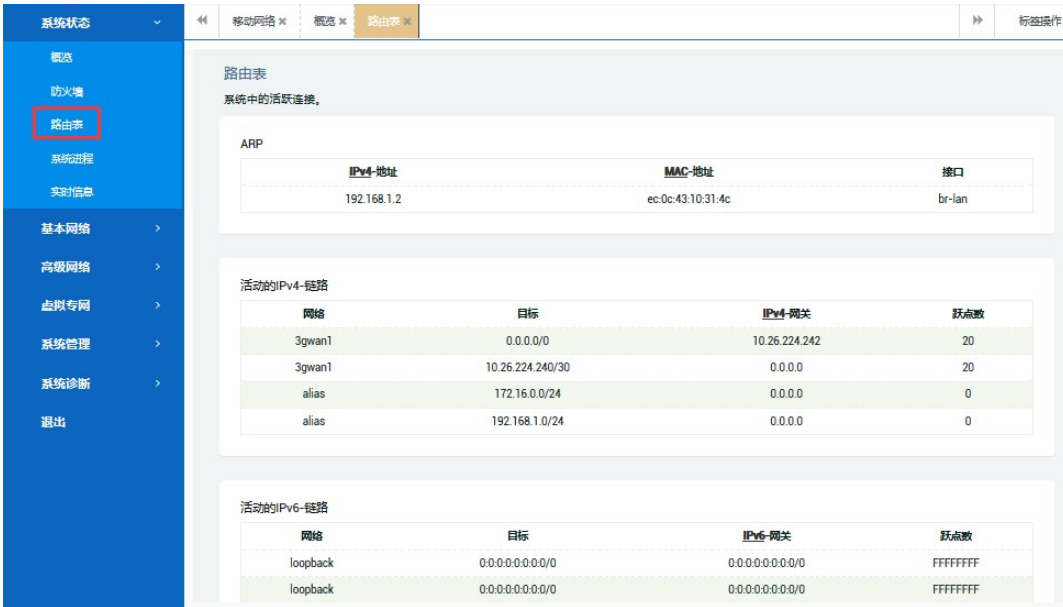 系统状态
概览
防火墙
路由表
系统进程
实时信息
基本网络
高级网络
虚拟专网
系统管理
系统诊断
退出
移动网络 概览 路由表 标签操作
路由表
系统中的活跃连接。
ARP
IPv4-地址 MAC-地址 接口
192.168.1.2 ec:0c:43:10:31:4c br-lan
活动的IPv4-链路
网络 目标 IPv4-网关 跃点数
3gwan1 0.0.0.0/0 10.26.224.242 20
3gwan1 10.26.224.240/30 0.0.0.0 20
alias 172.16.0.0/24 0.0.0.0 0
alias 192.168.1.0/24 0.0.0.0 0
活动的IPv6-链路
网络 目标 IPv6-网关 跃点数
loopback 0:0:0:0:0:0:0:0/0 0:0:0:0:0:0:0:0/0 FFFFFFFF
loopback 0:0:0:0:0:0:0:0/0 0:0:0:0:0:0:0:0/0 FFFFFFFF